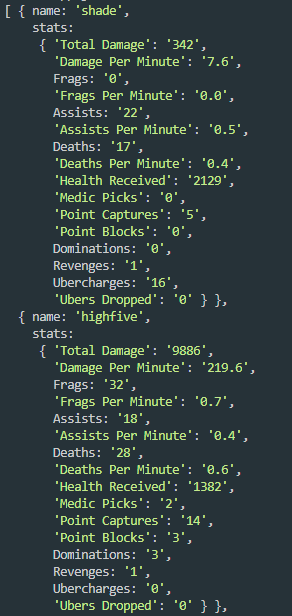 [ { name: 'shade',
stats:
{ 'Total Damage': '342',
'Damage Per Minute': '7.6',
Frags: '0',
'Frags Per Minute': '0.0',
Assists: '22',
'Assists Per Minute': '0.5',
Deaths: '17',
'Deaths Per Minute': '0.4',
'Health Received': '2129',
'Medic Picks': '0',
'Point Captures': '5',
'Point Blocks': '0',
Dominations: '0',
Revenges: '1',
Ubercharges: '16',
'Ubers Dropped': '0' } },
{ name: 'highfive',
stats:
{ 'Total Damage': '9886',
'Damage Per Minute': '219.6',
Frags: '32',
'Frags Per Minute': '0.7',
Assists: '18',
'Assists Per Minute': '0.4',
Deaths: '28',
'Deaths Per Minute': '0.6',
'Health Received': '1382',
'Medic Picks': '2',
'Point Captures': '14',
'Point Blocks': '3',
Dominations: '3',
Revenges: '1',
Ubercharges: '0',
'Ubers Dropped': '0' } },